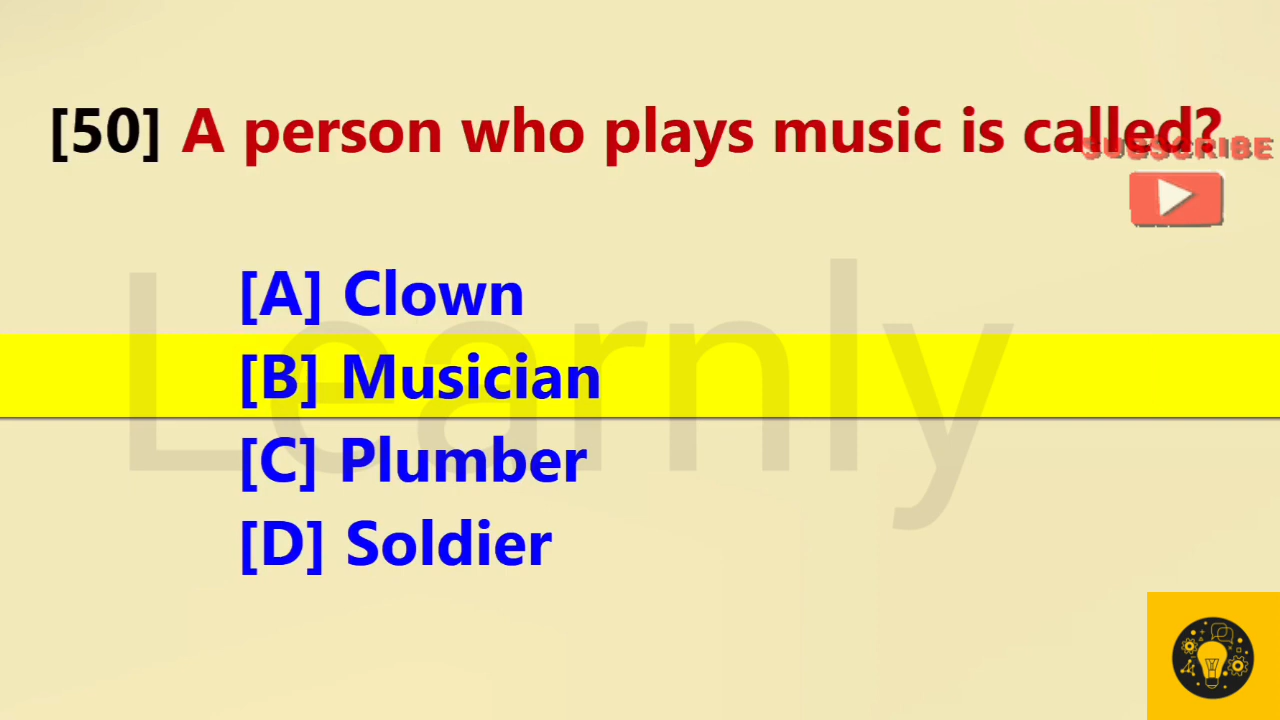 [50] A person who plays music is called?
SUBSCRIBE
[A] Clown
[B] Musician
[C] Plumber
[D] Soldier
Learnly